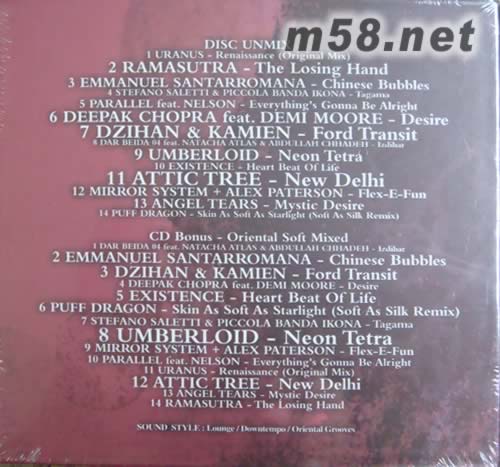 m58.net
DISC UNMIX
1 URANUS - Renaissance (Original Mix)
2 RAMASUTRA - The Losing Hand
3 EMMANUEL SANTARROMANA - Chinese Bubbles
4 STEFANO SALETTI & PICCOLA BANDA IKONA - Tagama
5 PARALLEL feat. NELSON - Everything's Gonna Be Alright
6 DEEPAK CHOPRA feat. DEMI MOORE - Desire
7 DZIHAN & KAMIEN - Ford Transit
8 DAR BEIDA 04 feat. NATACHA ATLAS & ABDULLAH CHHADEH - Izdihar
9 UMBERLOID - Neon Tetra
10 EXISTENCE - Heart Beat Of Life
11 ATTIC TREE - New Delhi
12 MIRROR SYSTEM + ALEX PATERSON - Flex-E-Fun
13 ANGEL TEARS - Mystic Desire
14 PUFF DRAGON - Skin As Soft As Starlight (Soft As Silk Remix)
CD Bonus - Oriental Soft Mixed
1 DAR BEIDA 04 feat. NATACHA ATLAS & ABDULLAH CHHADEH - Izdihar
2 EMMANUEL SANTARROMANA - Chinese Bubbles
3 DZIHAN & KAMIEN - Ford Transit
4 DEEPAK CHOPRA feat. DEMI MOORE - Desire
5 EXISTENCE - Heart Beat Of Life
6 PUFF DRAGON - Skin As Soft As Starlight (Soft As Silk Remix)
7 STEFANO SALETTI & PICCOLA BANDA IKONA - Tagama
8 UMBERLOID - Neon Tetra
9 MIRROR SYSTEM + ALEX PATERSON - Flex-E-Fun
10 PARALLEL feat. NELSON - Everything's Gonna Be Alright
11 URANUS - Renaissance (Original Mix)
12 ATTIC TREE - New Delhi
13 ANGEL TEARS - Mystic Desire
14 RAMASUTRA - The Losing Hand
SOUND STYLE : Lounge / Downtempo / Oriental Grooves